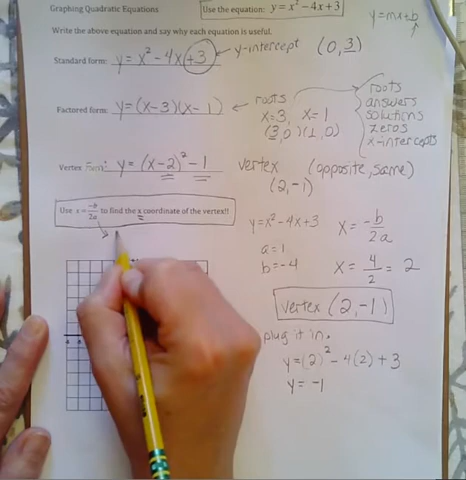 Graphing Quadratic Equations
Use the equation: y = x² - 4x + 3
y = mx + b
Write the above equation and say why each equation is useful.
Standard form: y = x² - 4x + 3 ← y-intercept (0, 3)
Factored form: y = (x-3)(x-1) ← roots
x = 3, x = 1
(3,0) (1,0)
roots
answers
solutions
zeros
x-intercepts
Vertex Form: y = (x-2)² - 1 vertex (opposite, same)
(2, -1)
Use x = -b/2a to find the x coordinate of the vertex!!
y = x² - 4x + 3
a = 1
b = -4
x = -b/2a
x = 4/2 = 2
vertex (2, -1)
plug it in.
y = (2)² - 4(2) + 3
y = -1